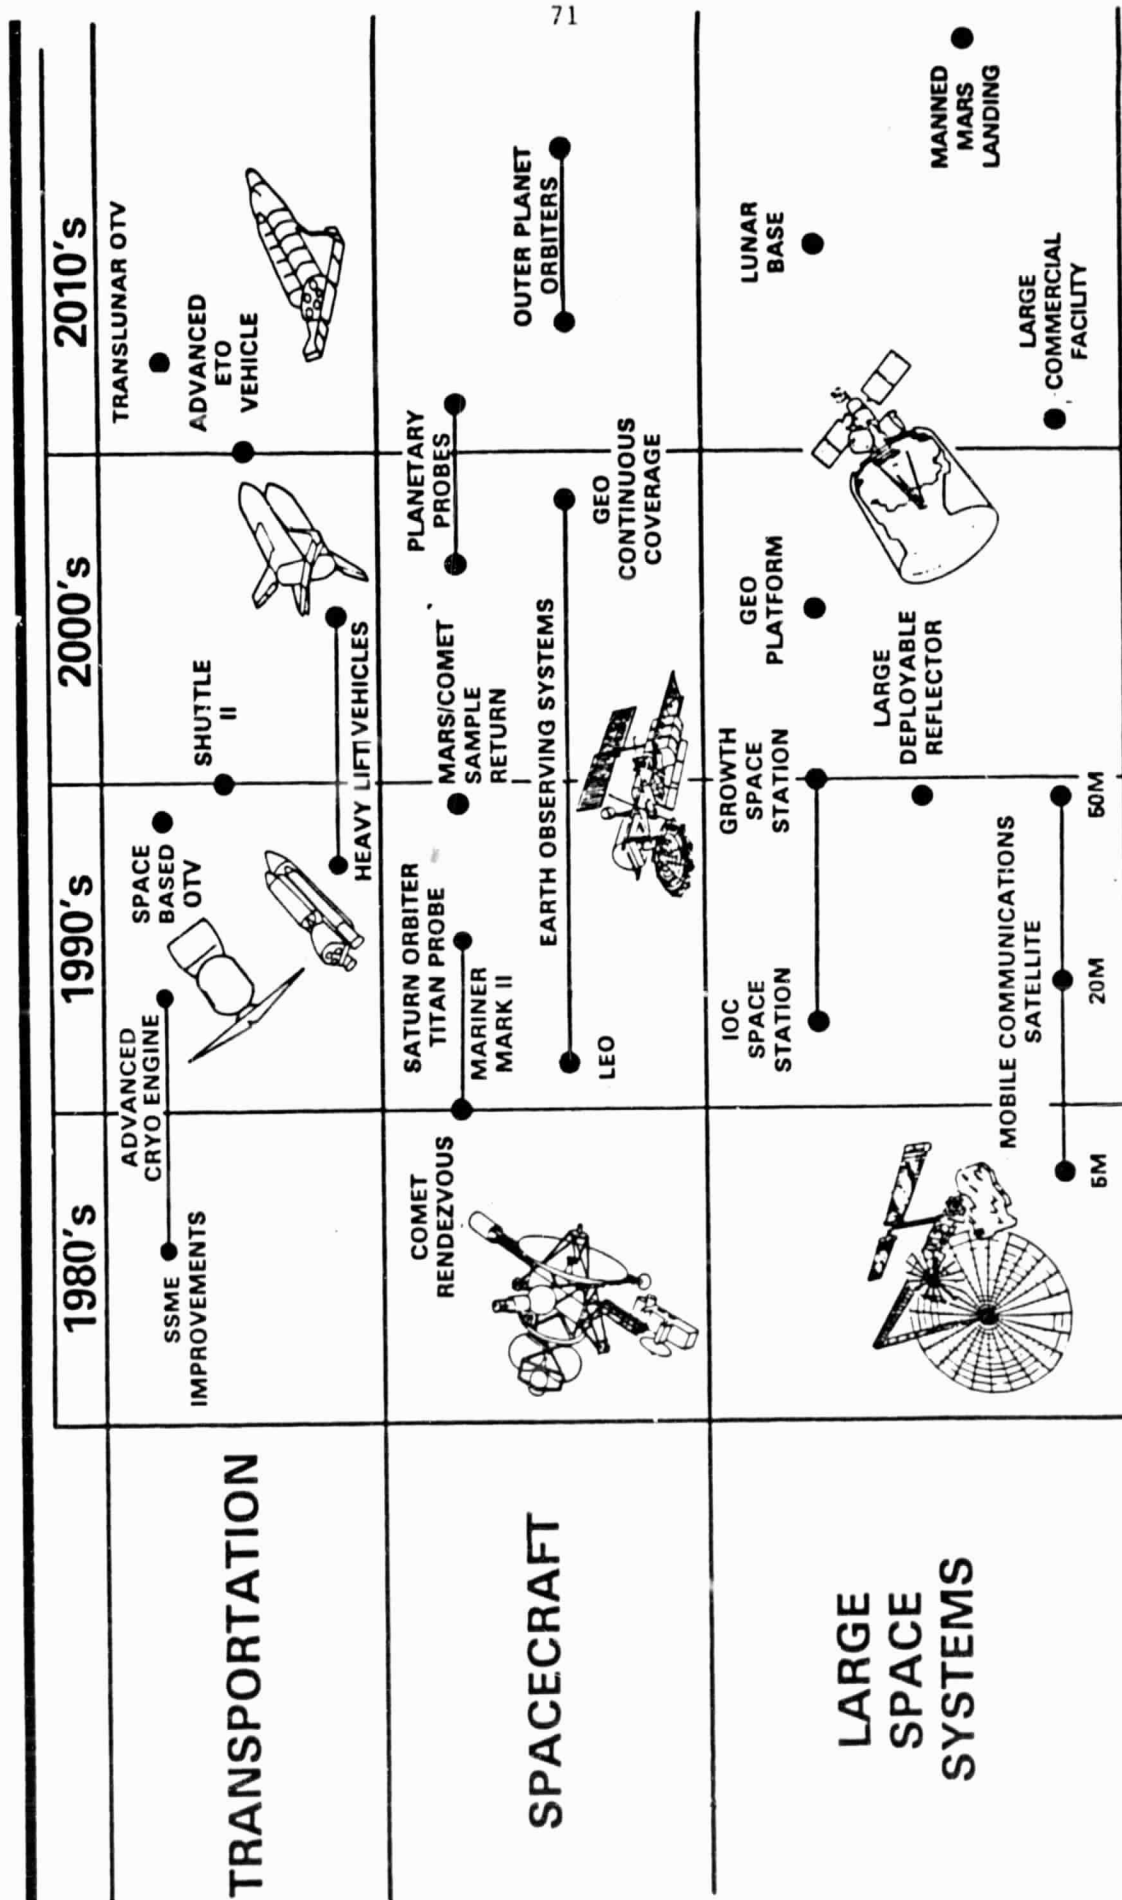 71
1980's
1990's
2000's
2010's
TRANSPORTATION
SSME
IMPROVEMENTS
ADVANCED
CRYO ENGINE
SPACE
BASED
OTV
HEAVY LIFT VEHICLES
SHUTTLE
II
ADVANCED
ETO
VEHICLE
TRANSLUNAR OTV
SPACECRAFT
COMET
RENDEZVOUS
SATURN ORBITER
TITAN PROBE
MARINER
MARK II
MARS/COMET
SAMPLE
RETURN
PLANETARY
PROBES
LEO
EARTH OBSERVING SYSTEMS
GEO
CONTINUOUS
COVERAGE
OUTER PLANET
ORBITERS
LARGE
SPACE
SYSTEMS
IOC
SPACE
STATION
GROWTH
SPACE
STATION
GEO
PLATFORM
LUNAR
BASE
LARGE
DEPLOYABLE
REFLECTOR
MANNED
MARS
LANDING
MOBILE COMMUNICATIONS
SATELLITE
5M
20M
50M
LARGE
COMMERCIAL
FACILITY